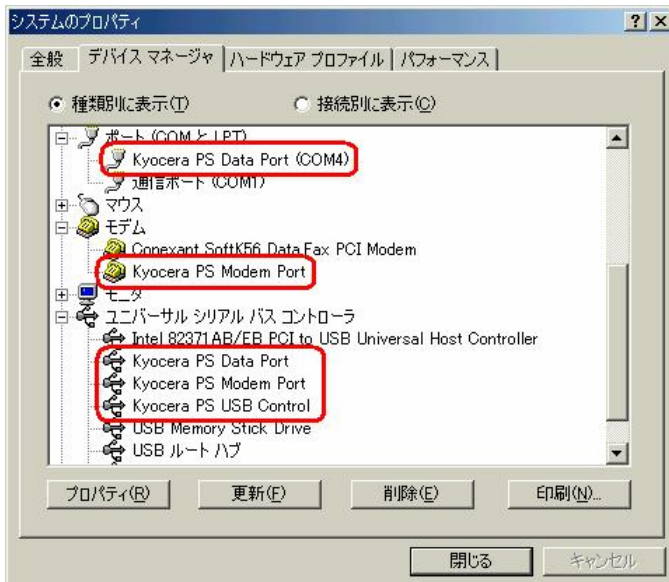 システムのプロパティ
全般 デバイス マネージャ ハードウェア プロファイル パフォーマンス
種類別に表示(T) 接続別に表示(C)
ポート (COM と LPT)
Kyocera PS Data Port (COM4)
通信ポート (COM1)
マウス
モデム
Conexant SoftK56 Data,Fax PCI Modem
Kyocera PS Modem Port
モニタ
ユニバーサル シリアル バス コントローラ
Intel 82371AB/EB PCI to USB Universal Host Controller
Kyocera PS Data Port
Kyocera PS Modem Port
Kyocera PS USB Control
USB Memory Stick Drive
USB ルート ハブ
プロパティ(R) 更新(F) 削除(E) 印刷(N)...
閉じる キャンセル